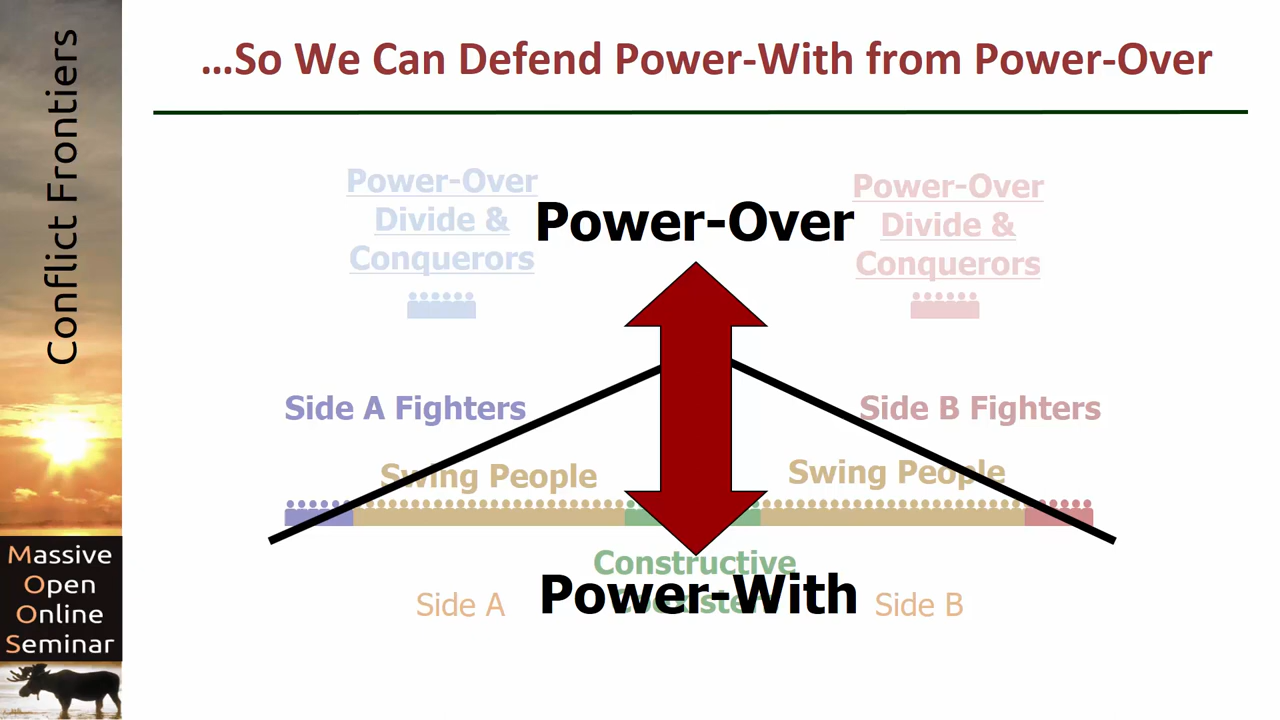 Conflict Frontiers
Massive
Open
Online
Seminar
…So We Can Defend Power-With from Power-Over
Power-Over
Divide &
Conquerors
Power-Over
Power-Over
Divide &
Conquerors
Side A Fighters
Side B Fighters
Swing People
Swing People
Constructive
Side A
Power-With
Side B